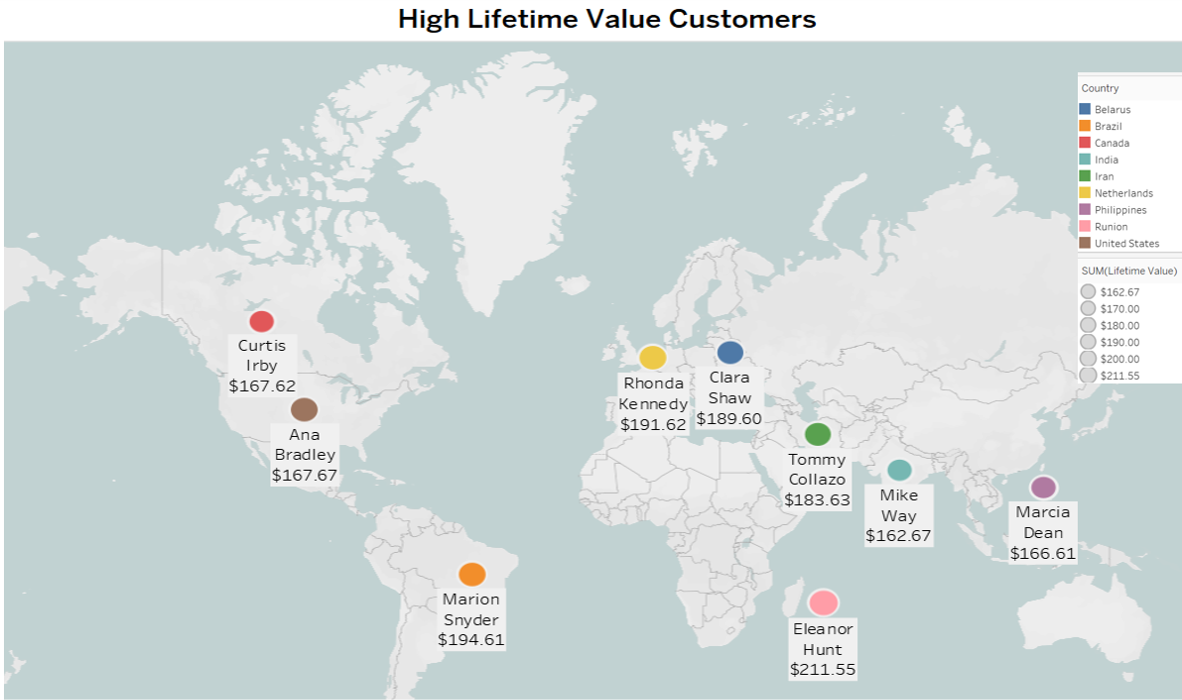 High Lifetime Value Customers
Country
Belarus
Brazil
Canada
India
Iran
Netherlands
Philippines
Runion
United States
SUM(Lifetime Value)
$162.67
$170.00
$180.00
$190.00
$200.00
$211.55
Curtis
Irby
$167.62
Ana
Bradley
$167.67
Marion
Snyder
$194.61
Rhonda
Kennedy
$191.62
Clara
Shaw
$189.60
Tommy
Collazo
$183.63
Mike
Way
$162.67
Marcia
Dean
$166.61
Eleanor
Hunt
$211.55